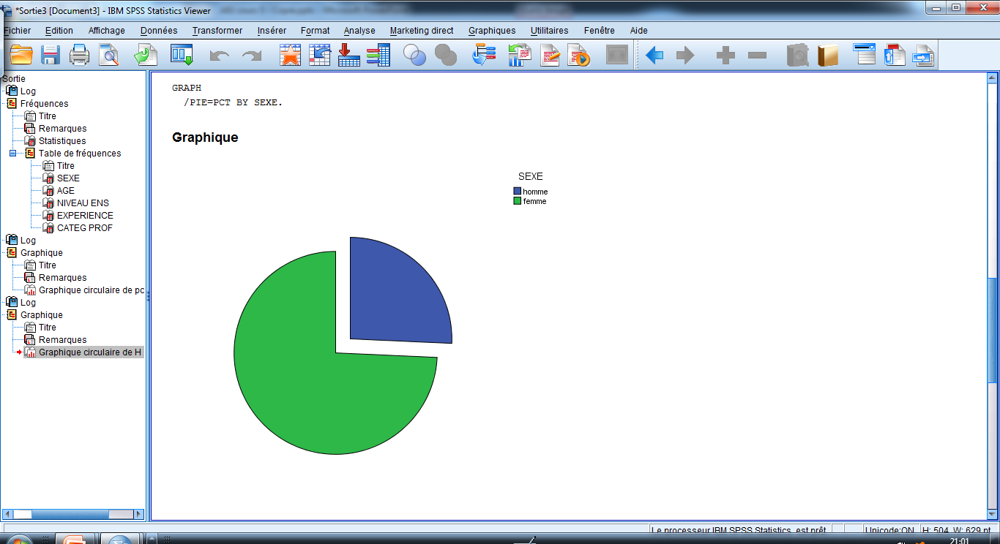 *Sortie3 [Document3] - IBM SPSS Statistics Viewer
Fichier Edition Affichage Données Transformer Insérer Format Analyse Marketing direct Graphiques Utilitaires Fenêtre Aide
Sortie
Log
Fréquences
Titre
Remarques
Statistiques
Table de fréquences
Titre
SEXE
AGE
NIVEAU ENS
EXPERIENCE
CATEG PROF
Log
Graphique
Titre
Remarques
Graphique circulaire de pc
Log
Graphique
Titre
Remarques
Graphique circulaire de H
GRAPH
/PIE=PCT BY SEXE.
Graphique
SEXE
homme
femme
Le processeur IBM SPSS Statistics est prêt
Unicode:ON H: 504, W: 629 pt
21:01